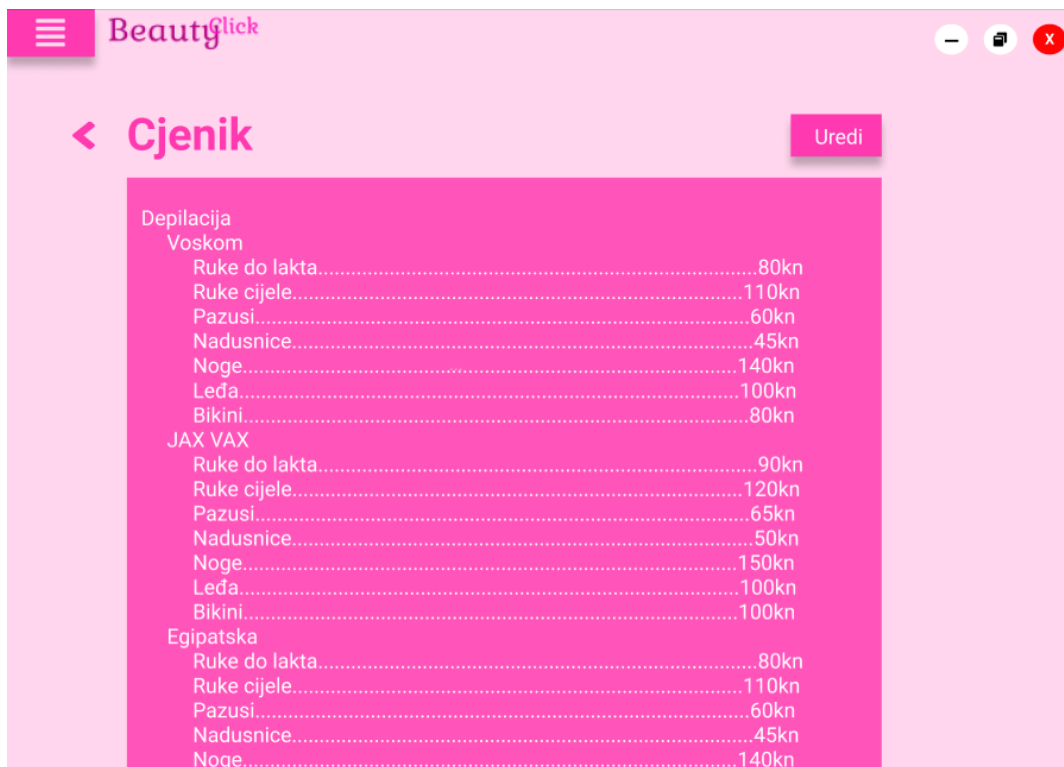 BeautyClick
X
Cjenik
Uredi
Depilacija
Voskom
Ruke do lakta..............................................................................80kn
Ruke cijele................................................................................110kn
Pazusi........................................................................................60kn
Nadusnice..................................................................................45kn
Noge........................................................................................140kn
Leđa.........................................................................................100kn
Bikini..........................................................................................80kn
JAX VAX
Ruke do lakta..............................................................................90kn
Ruke cijele................................................................................120kn
Pazusi........................................................................................65kn
Nadusnice..................................................................................50kn
Noge........................................................................................150kn
Leđa.........................................................................................100kn
Bikini........................................................................................100kn
Egipatska
Ruke do lakta..............................................................................80kn
Ruke cijele................................................................................110kn
Pazusi........................................................................................60kn
Nadusnice..................................................................................45kn
Noge........................................................................................140kn